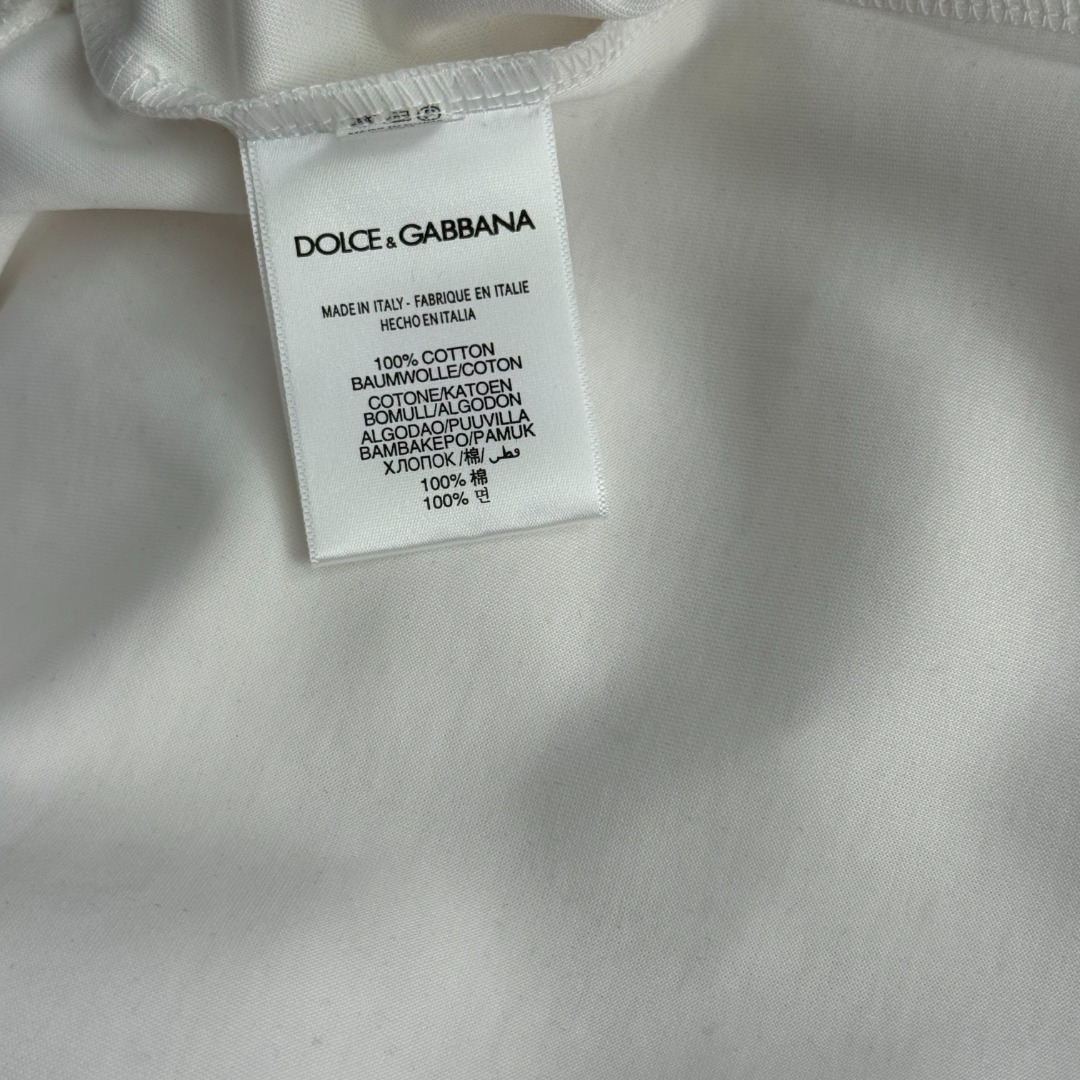 DOLCE & GABBANA
MADE IN ITALY - FABRIQUE EN ITALIE
HECHO EN ITALIA
100% COTTON
BAUMWOLLE/COTON
COTONE/KATOEN
BOMULL/ALGODÓN
ALGODAO/PUUVILLA
BAMBAKEPO/PAMUK
ХЛОПОК /棉/ قطن
100% 棉
100% 면